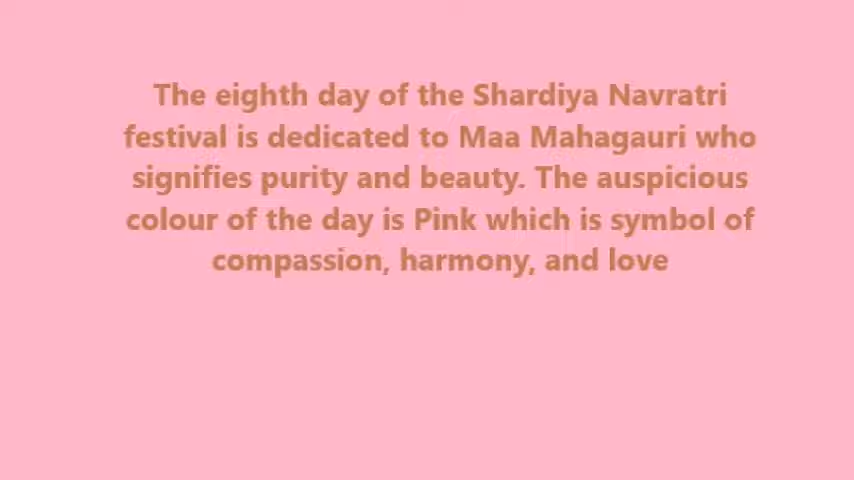 The eighth day of the Shardiya Navratri
festival is dedicated to Maa Mahagauri who
signifies purity and beauty. The auspicious
colour of the day is Pink which is symbol of
compassion, harmony, and love